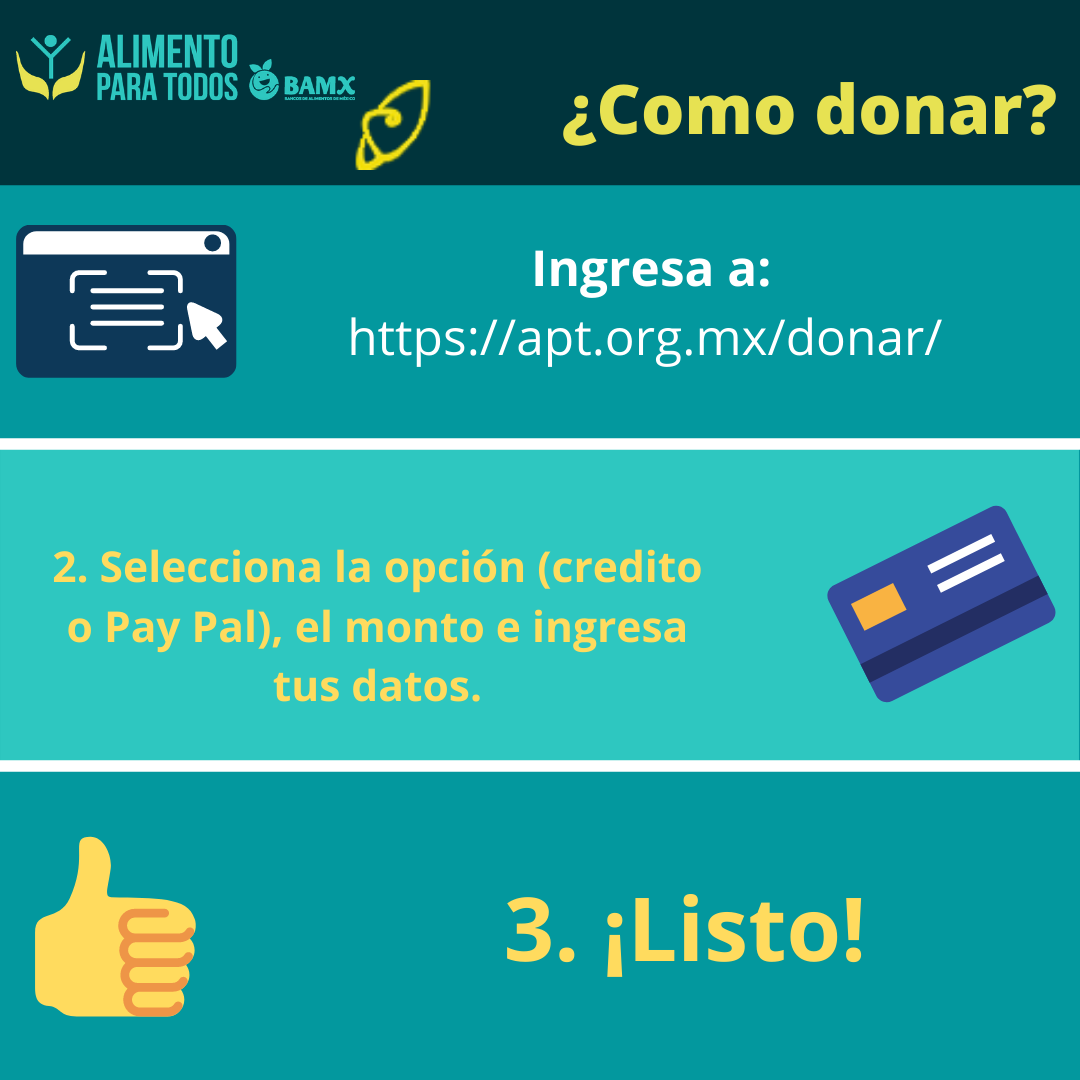 ALIMENTO
PARA TODOS
BAMX
BANCOS DE ALIMENTOS DE MÉXICO
¿Como donar?
Ingresa a:
https://apt.org.mx/donar/
2. Selecciona la opción (credito
o Pay Pal), el monto e ingresa
tus datos.
3. ¡Listo!